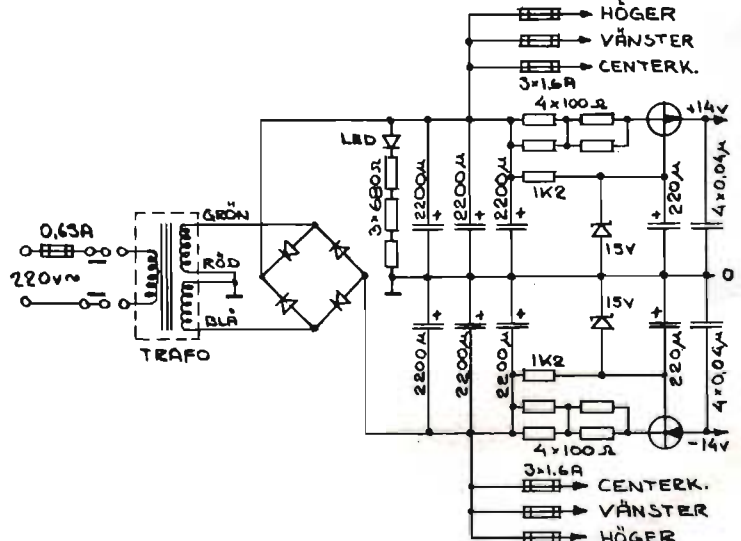 HÖGER
VÄNSTER
CENTERK.
3×1.6A
4×100Ω
+14V
LED
3×680Ω
2200µ
2200µ
2200µ
1K2
220µ
4×0,04µ
15V
GRÖN
0,63A
RÖD
220V~
0
15V
BLÅ
TRAFO
2200µ
2200µ
2200µ
1K2
220µ
4×0,04µ
4×100Ω
-14V
3×1.6A
CENTERK.
VÄNSTER
HÖGER